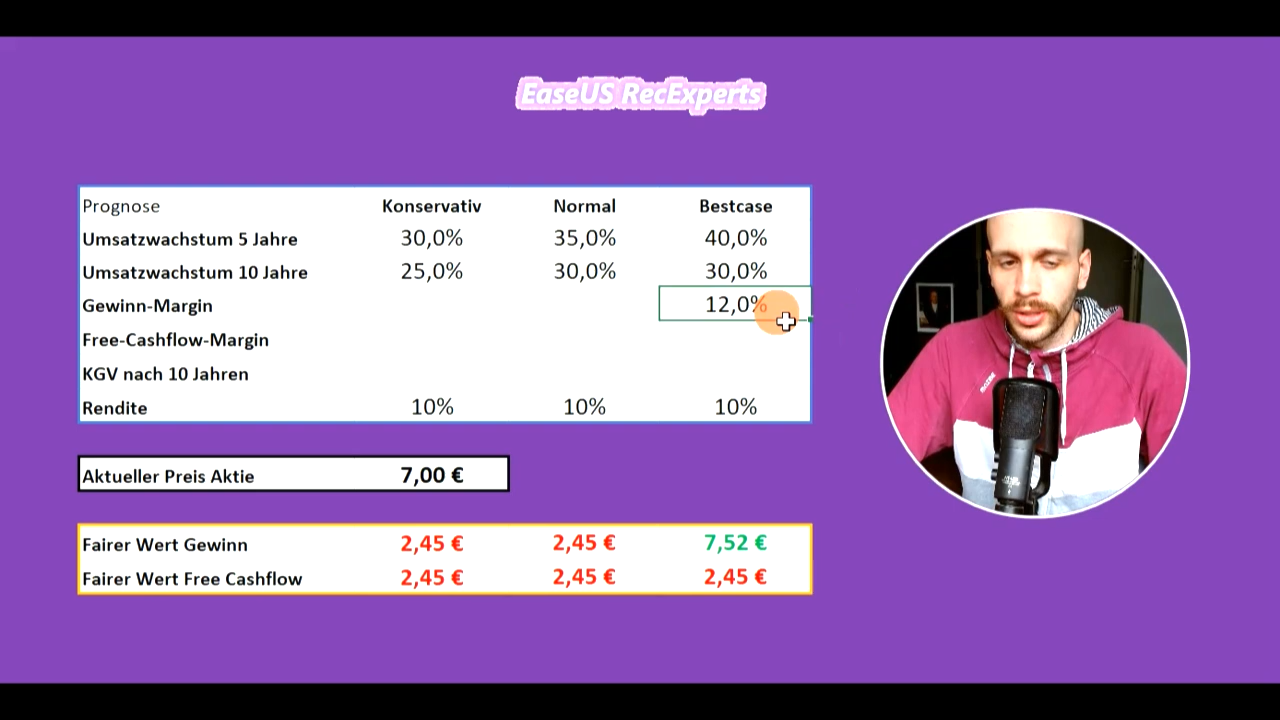 EaseUS RecExperts
Prognose Konservativ Normal Bestcase
Umsatzwachstum 5 Jahre 30,0% 35,0% 40,0%
Umsatzwachstum 10 Jahre 25,0% 30,0% 30,0%
Gewinn-Margin 12,0%
Free-Cashflow-Margin
KGV nach 10 Jahren
Rendite 10% 10% 10%
Aktueller Preis Aktie 7,00 €
Fairer Wert Gewinn 2,45 € 2,45 € 7,52 €
Fairer Wert Free Cashflow 2,45 € 2,45 € 2,45 €